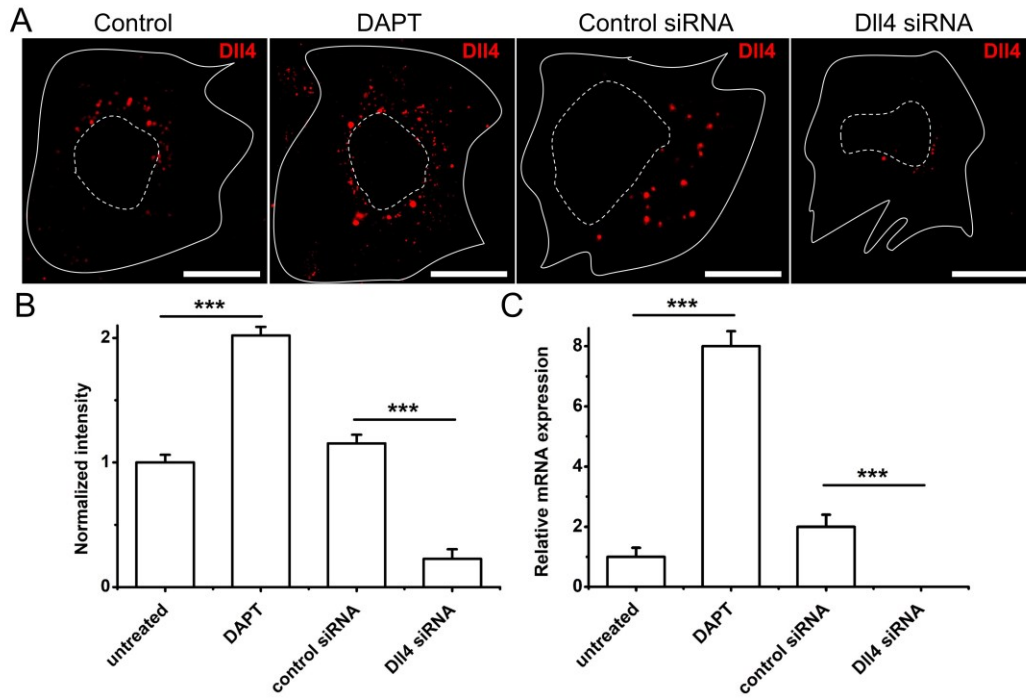 A
Control
DAPT
Control siRNA
Dll4 siRNA
Dll4
Dll4
Dll4
Dll4
B
***
***
2
1
0
Normalized intensity
untreated
DAPT
control siRNA
Dll4 siRNA
C
***
***
8
6
4
2
0
Relative mRNA expression
untreated
DAPT
control siRNA
Dll4 siRNA